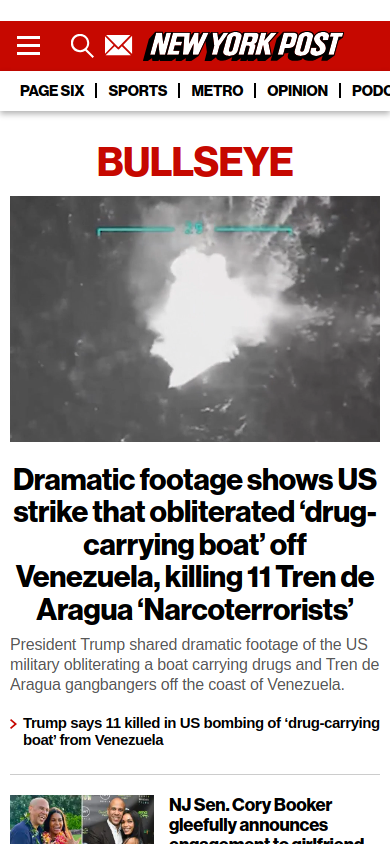 NEW YORK POST
PAGE SIX
SPORTS
METRO
OPINION
PODC
BULLSEYE
28
Dramatic footage shows US
strike that obliterated ‘drug-
carrying boat’ off
Venezuela, killing 11 Tren de
Aragua ‘Narcoterrorists’
President Trump shared dramatic footage of the US
military obliterating a boat carrying drugs and Tren de
Aragua gangbangers off the coast of Venezuela.
Trump says 11 killed in US bombing of ‘drug-carrying
boat’ from Venezuela
NJ Sen. Cory Booker
gleefully announces
engagement to girlfriend